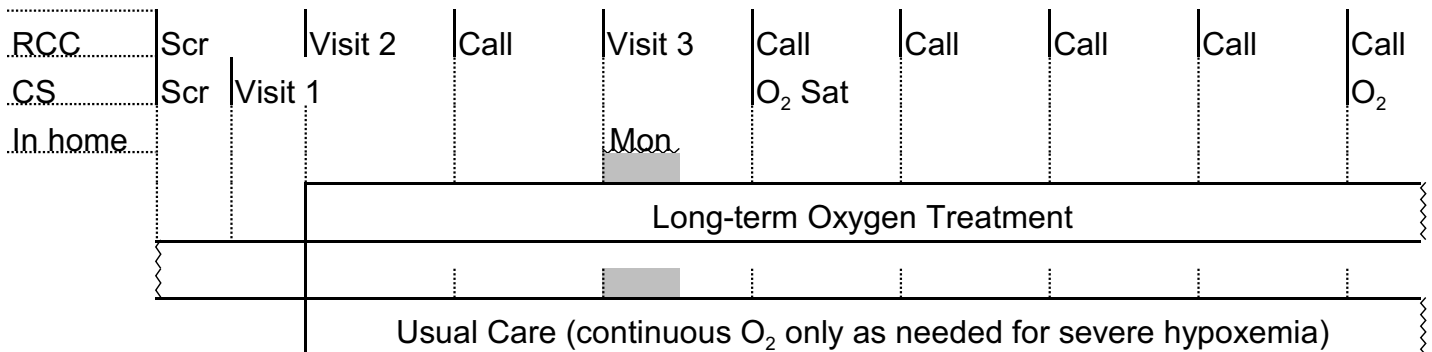 RCC Scr Visit 2 Call Visit 3 Call Call Call Call Call
CS Scr Visit 1 O₂ Sat O₂
In home Mon
Long-term Oxygen Treatment
Usual Care (continuous O₂ only as needed for severe hypoxemia)